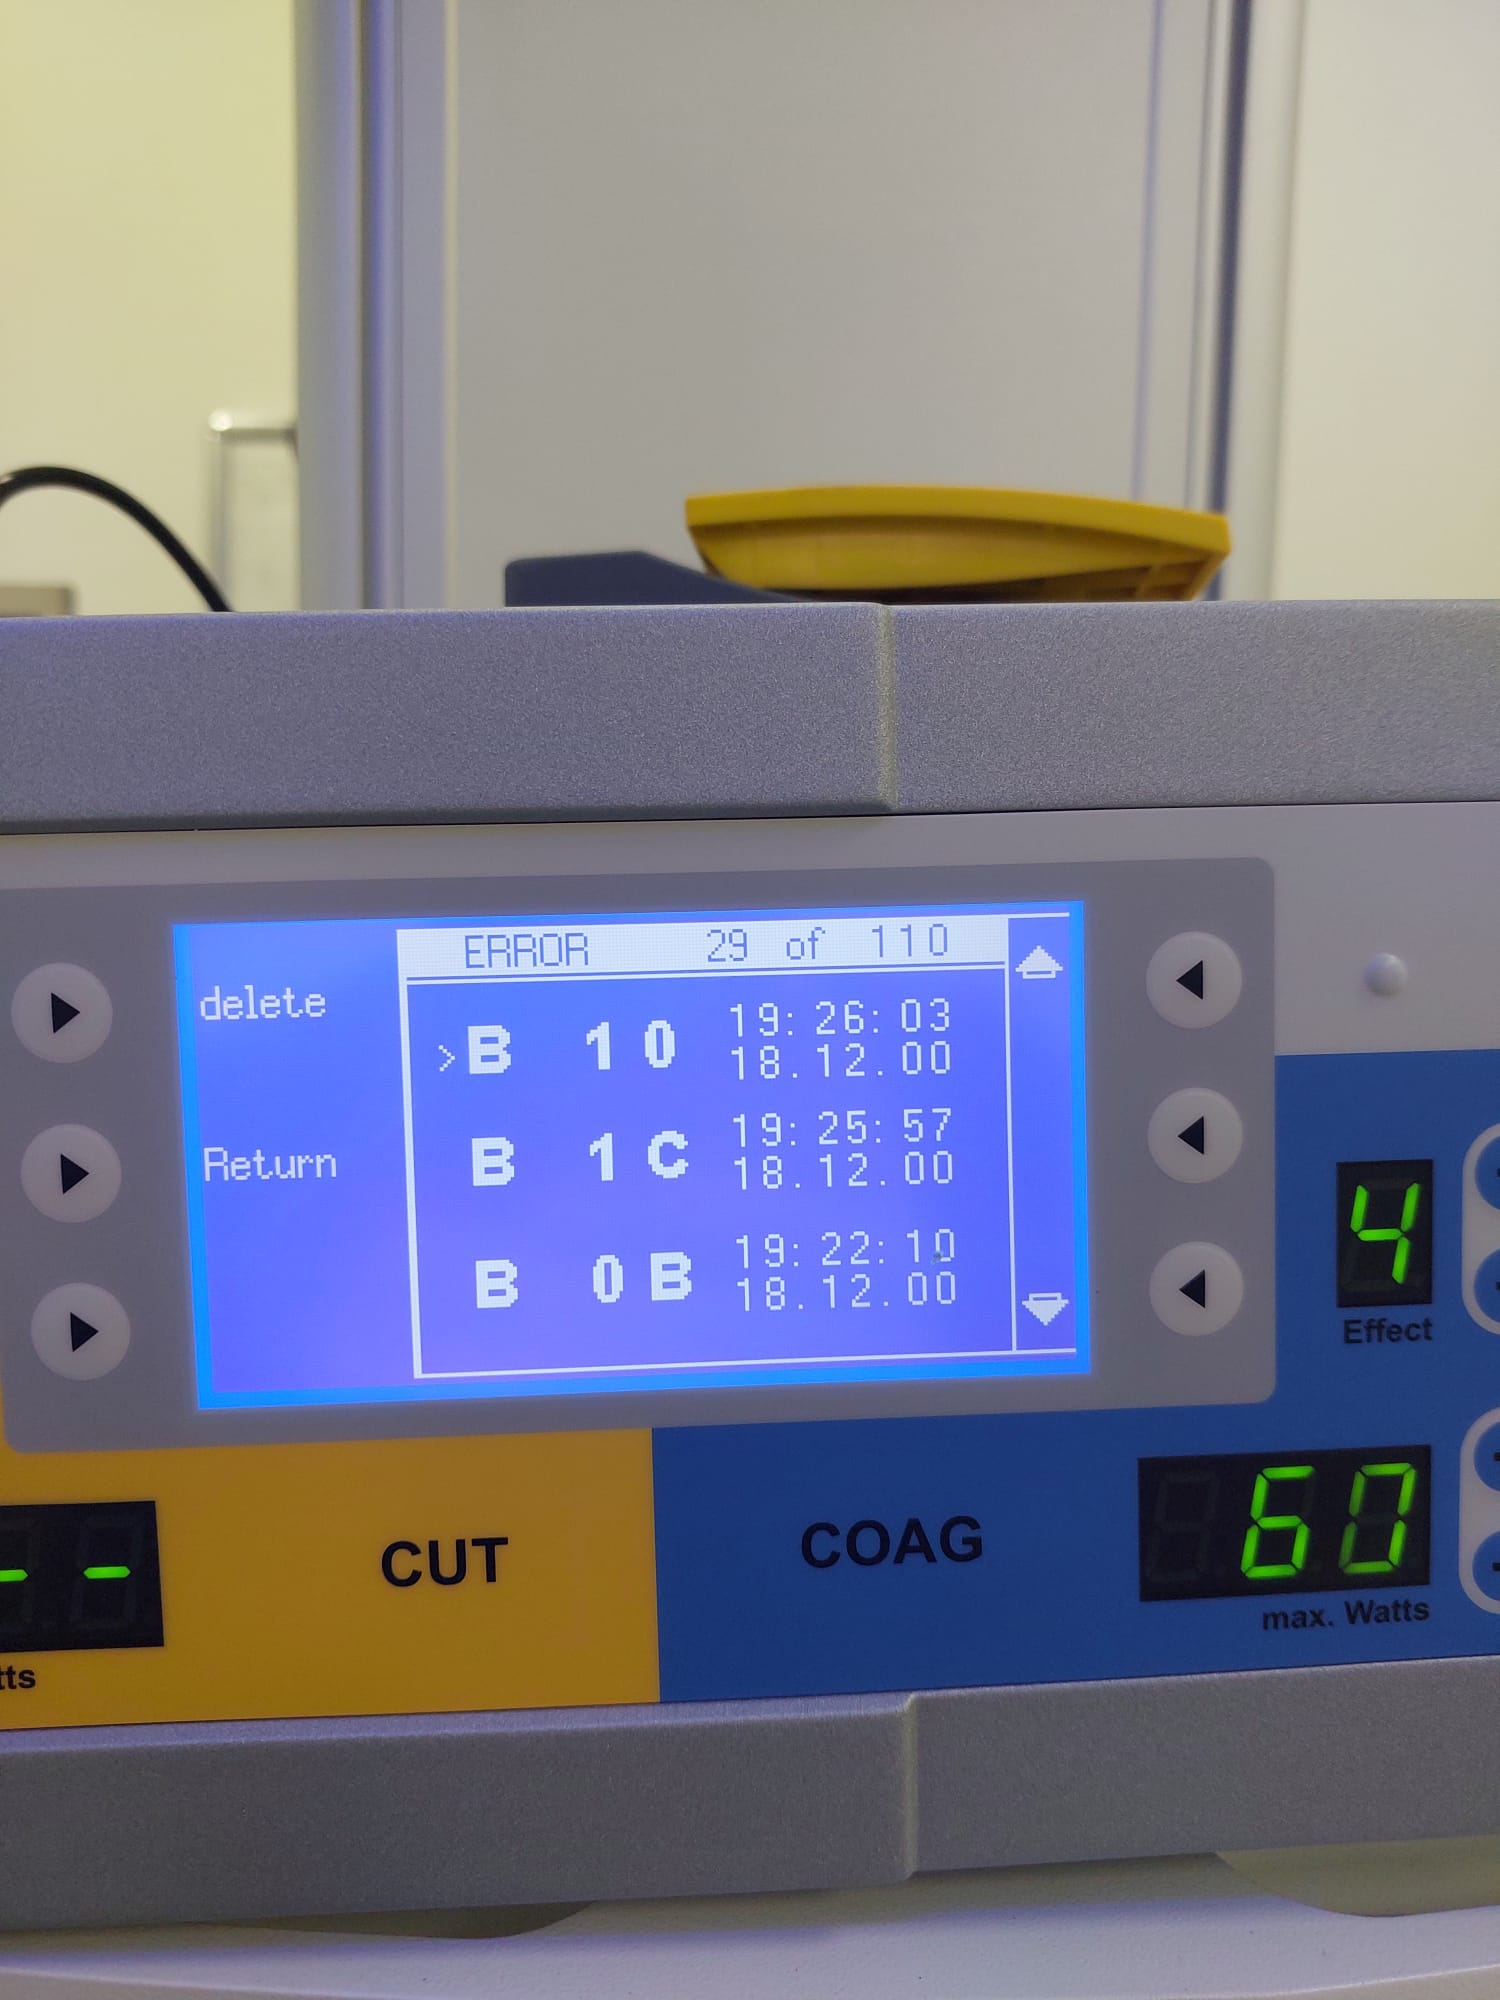 ERROR 29 of 110
delete
>B 10 19:26:03
18.12.00
B 1C 19:25:57
18.12.00
Return
B 0B 19:22:10
18.12.00
4
Effect
CUT
COAG
60
max. Watts
--
tts